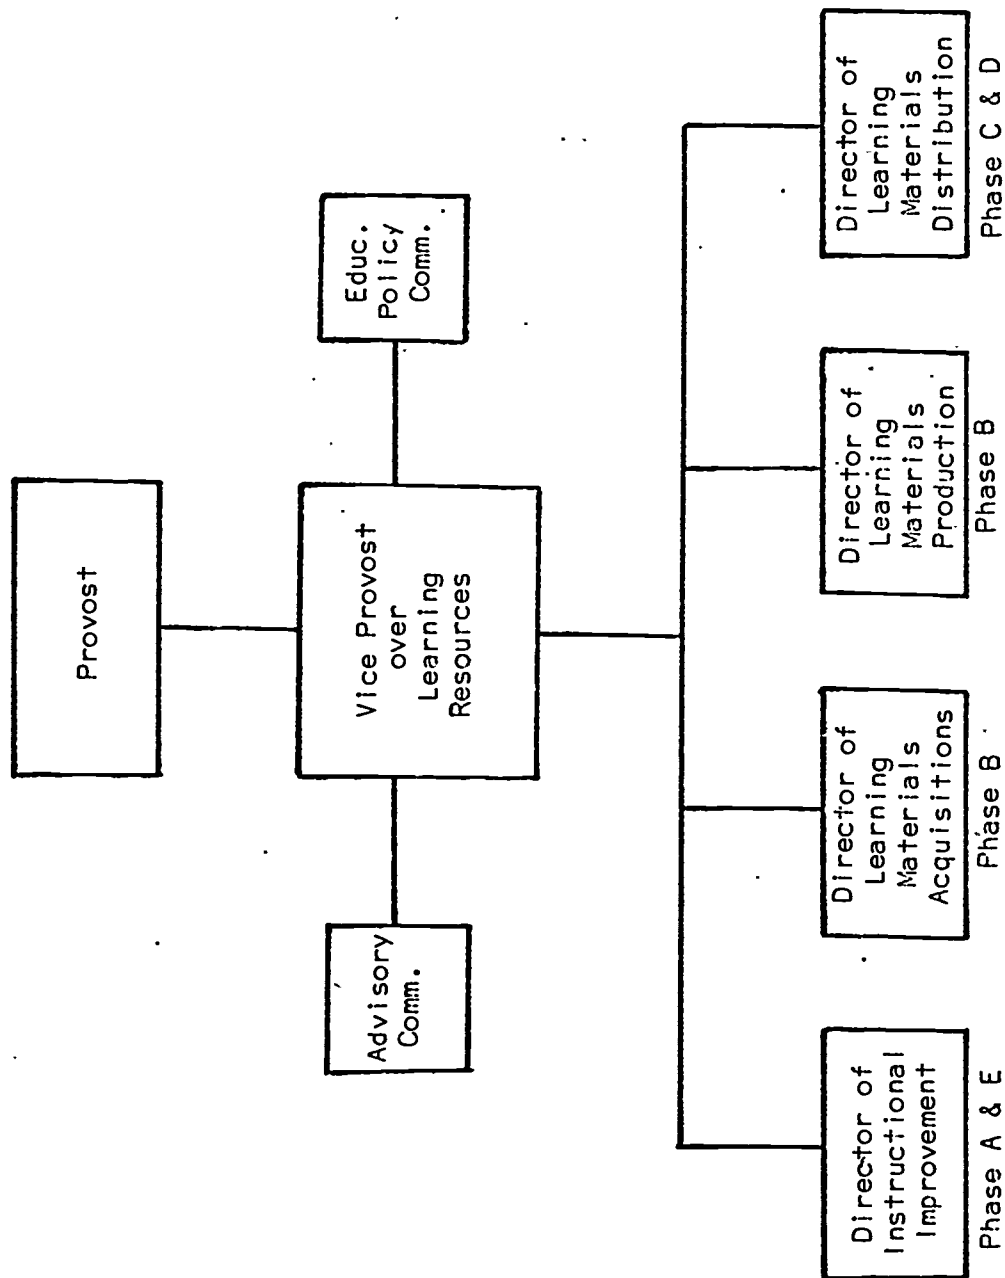 Provost
Advisory
Comm.
Vice Provost
over
Learning
Resources
Educ.
Policy
Comm.
Director of
Instructional
Improvement
Phase A & E
Director of
Learning
Materials
Acquisitions
Phase B
Director of
Learning
Materials
Production
Phase B
Director of
Learning
Materials
Distribution
Phase C & D